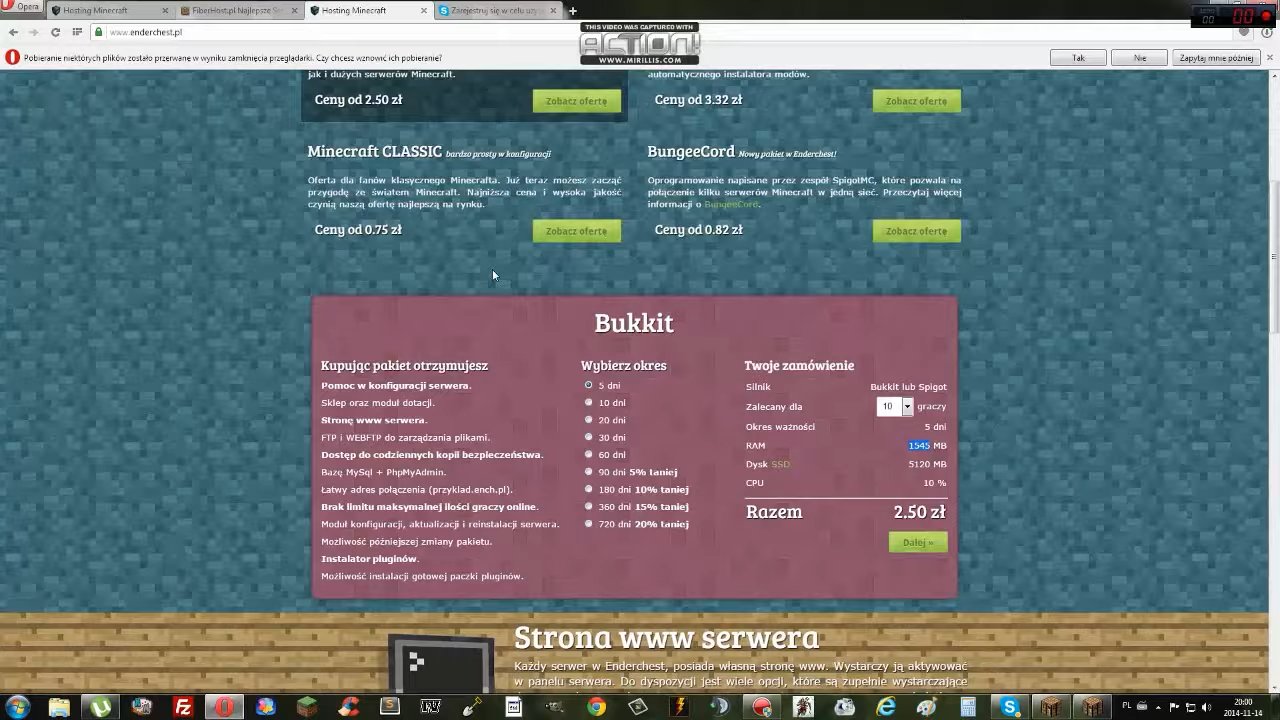 Opera
Hosting Minecraft
FiberHost.pl Najlepsze Se
Hosting Minecraft
Zarejestruj się w celu uzy
THIS VIDEO WAS CAPTURED WITH
ACTION!
WWW.MIRILLIS.COM
00
00
www.enderchest.pl
Pobieranie niektórych plików zostało przerwane w wyniku zamknięcia przeglądarki. Chcesz wznowić ich pobieranie?
Tak
Nie
Zapytaj mnie później
jak i dużych serwerów Minecraft.
automatycznego instalatora modów.
Ceny od 2.50 zł
Zobacz ofertę
Ceny od 3.32 zł
Zobacz ofertę
Minecraft CLASSIC bardzo prosty w konfiguracji
BungeeCord Nowy pakiet w Enderchest!
Oferta dla fanów klasycznego Minecrafta. Już teraz możesz zacząć
przygodę ze światem Minecraft. Najniższa cena i wysoka jakość
czynią naszą ofertę najlepszą na rynku.
Oprogramowanie napisane przez zespół SpigotMC, które pozwala na
połączenie kilku serwerów Minecraft w jedną sieć. Przeczytaj więcej
informacji o BungeeCord.
Ceny od 0.75 zł
Zobacz ofertę
Ceny od 0.82 zł
Zobacz ofertę
Bukkit
Kupując pakiet otrzymujesz
Pomoc w konfiguracji serwera.
Sklep oraz moduł dotacji.
Stronę www serwera.
FTP i WEBFTP do zarządzania plikami.
Dostęp do codziennych kopii bezpieczeństwa.
Bazę MySql + PhpMyAdmin.
Łatwy adres połączenia (przyklad.ench.pl).
Brak limitu maksymalnej ilości graczy online.
Moduł konfiguracji, aktualizacji i reinstalacji serwera.
Możliwość późniejszej zmiany pakietu.
Instalator pluginów.
Możliwość instalacji gotowej paczki pluginów.
Wybierz okres
5 dni
10 dni
20 dni
30 dni
60 dni
90 dni 5% taniej
180 dni 10% taniej
360 dni 15% taniej
720 dni 20% taniej
Twoje zamówienie
Silnik Bukkit lub Spigot
Zalecany dla 10 graczy
Okres ważności 5 dni
RAM 1545 MB
Dysk SSD 5120 MB
CPU 10 %
Razem 2.50 zł
Dalej »
Strona www serwera
Każdy serwer w Enderchest, posiada własną stronę www. Wystarczy ją aktywować
w panelu serwera. Do dyspozycji jest wiele opcji, które są zupełnie wystarczające
PL
20:00
2014-11-14